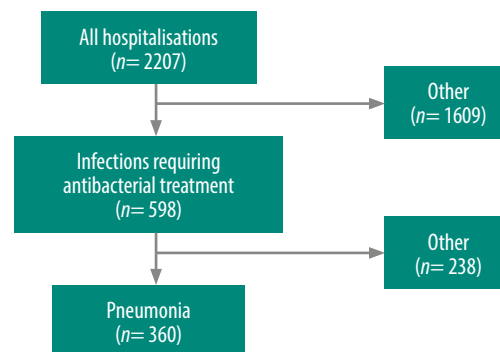 All hospitalisations
(n= 2207)
Other
(n= 1609)
Infections requiring
antibacterial treatment
(n= 598)
Other
(n= 238)
Pneumonia
(n= 360)